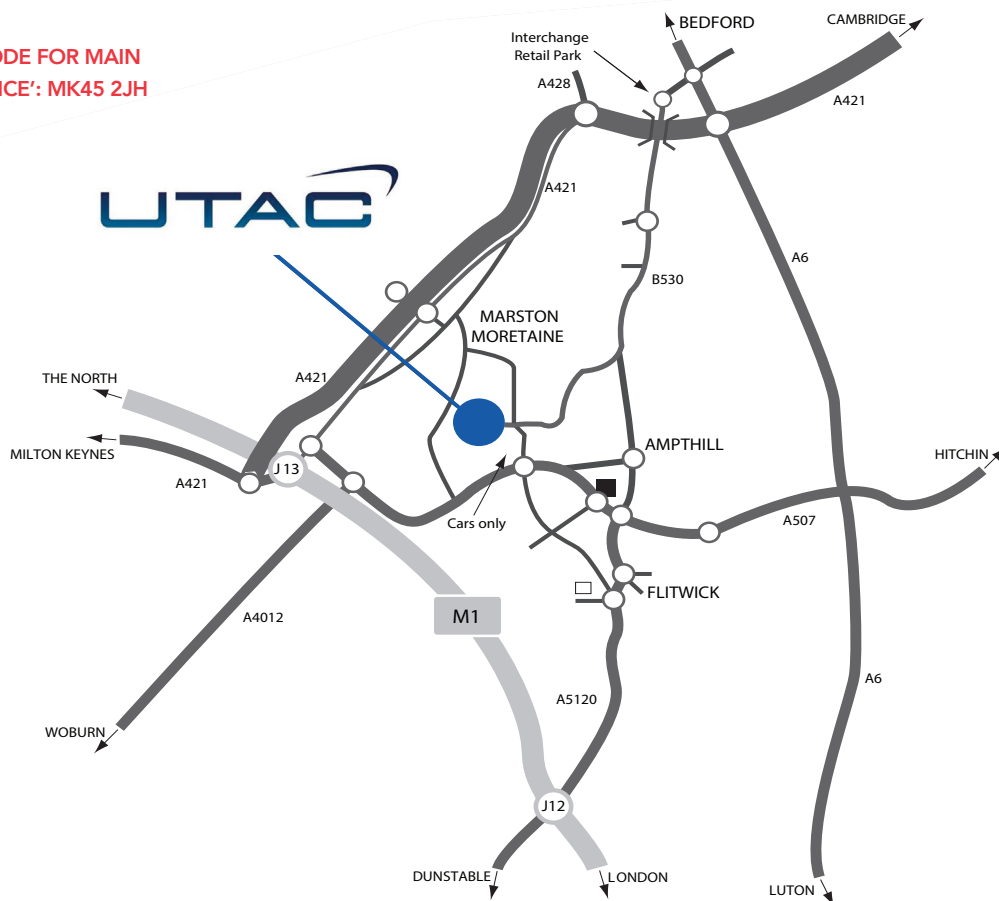 ODE FOR MAIN
ICE’: MK45 2JH
BEDFORD
CAMBRIDGE
Interchange
Retail Park
A428
A421
UTAC
A421
A6
B530
MARSTON
MORETAINE
THE NORTH
A421
MILTON KEYNES
AMPTHILL
HITCHIN
J 13
A421
Cars only
A507
FLITWICK
A4012
M1
A6
A5120
WOBURN
J12
DUNSTABLE
LONDON
LUTON